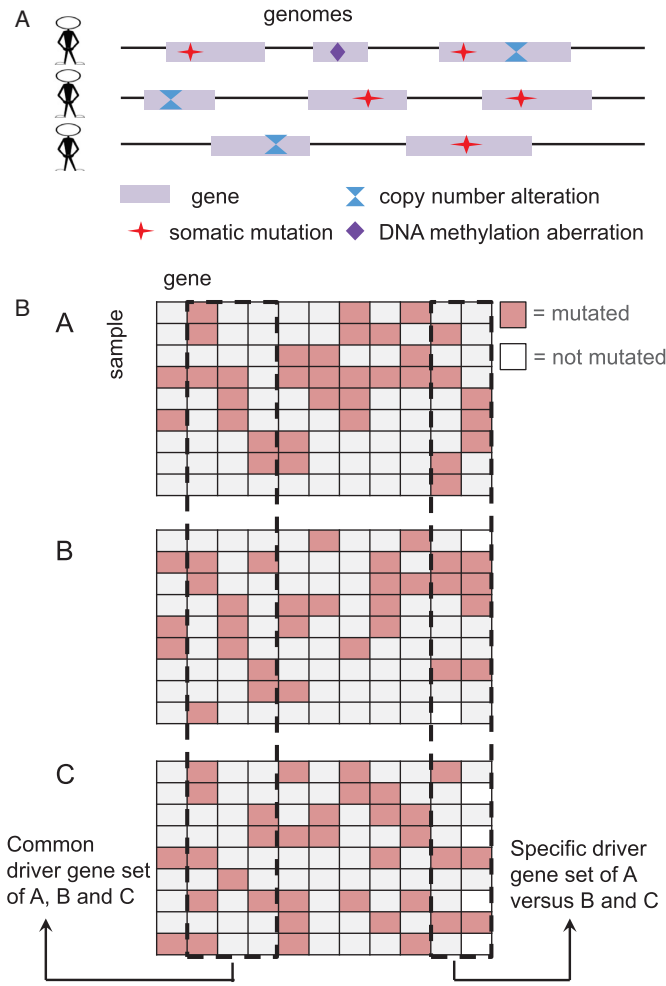 A
genomes
gene
copy number alteration
somatic mutation
DNA methylation aberration
B
gene
A
sample
= mutated
= not mutated
B
C
Common
driver gene set
of A, B and C
Specific driver
gene set of A
versus B and C